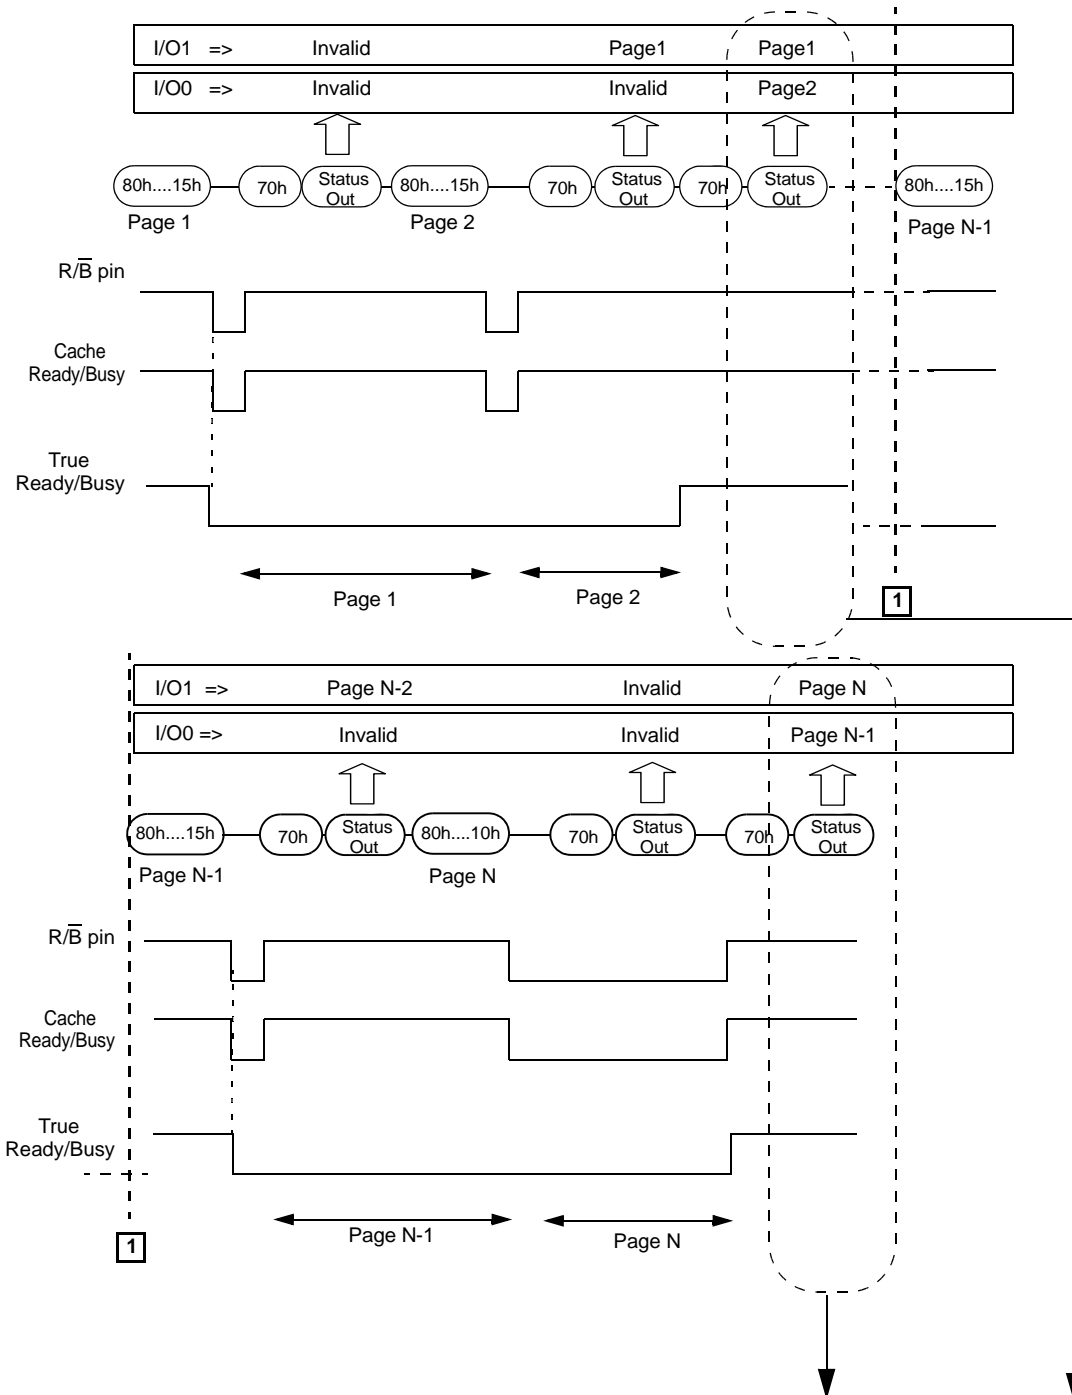 I/O1 => Invalid Page1 Page1
I/O0 => Invalid Invalid Page2
80h....15h 70h Status Out 80h....15h 70h Status Out 70h Status Out 80h....15h
Page 1 Page 2 Page N-1
R/B̅ pin
Cache
Ready/Busy
True
Ready/Busy
Page 1 Page 2
1
I/O1 => Page N-2 Invalid Page N
I/O0 => Invalid Invalid Page N-1
80h....15h 70h Status Out 80h....10h 70h Status Out 70h Status Out
Page N-1 Page N
R/B̅ pin
Cache
Ready/Busy
True
Ready/Busy
Page N-1 Page N
1